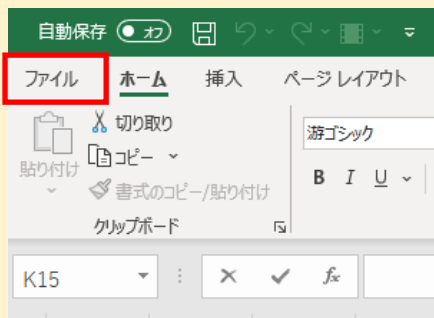 自動保存 オフ
ファイル ホーム 挿入 ページ レイアウト
切り取り
コピー
貼り付け
書式のコピー/貼り付け
クリップボード
游ゴシック
B I U
K15 fx